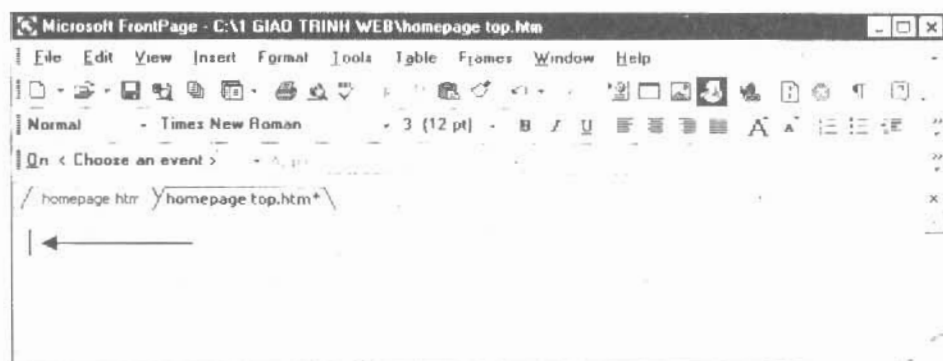 Microsoft FrontPage - C:\1 GIAO TRINH WEB\homepage top.htm
File Edit View Insert Format Tools Table Frames Window Help
Normal Times New Roman 3 (12 pt) B I U A A
On < Choose an event >
homepage htm homepage top.htm*